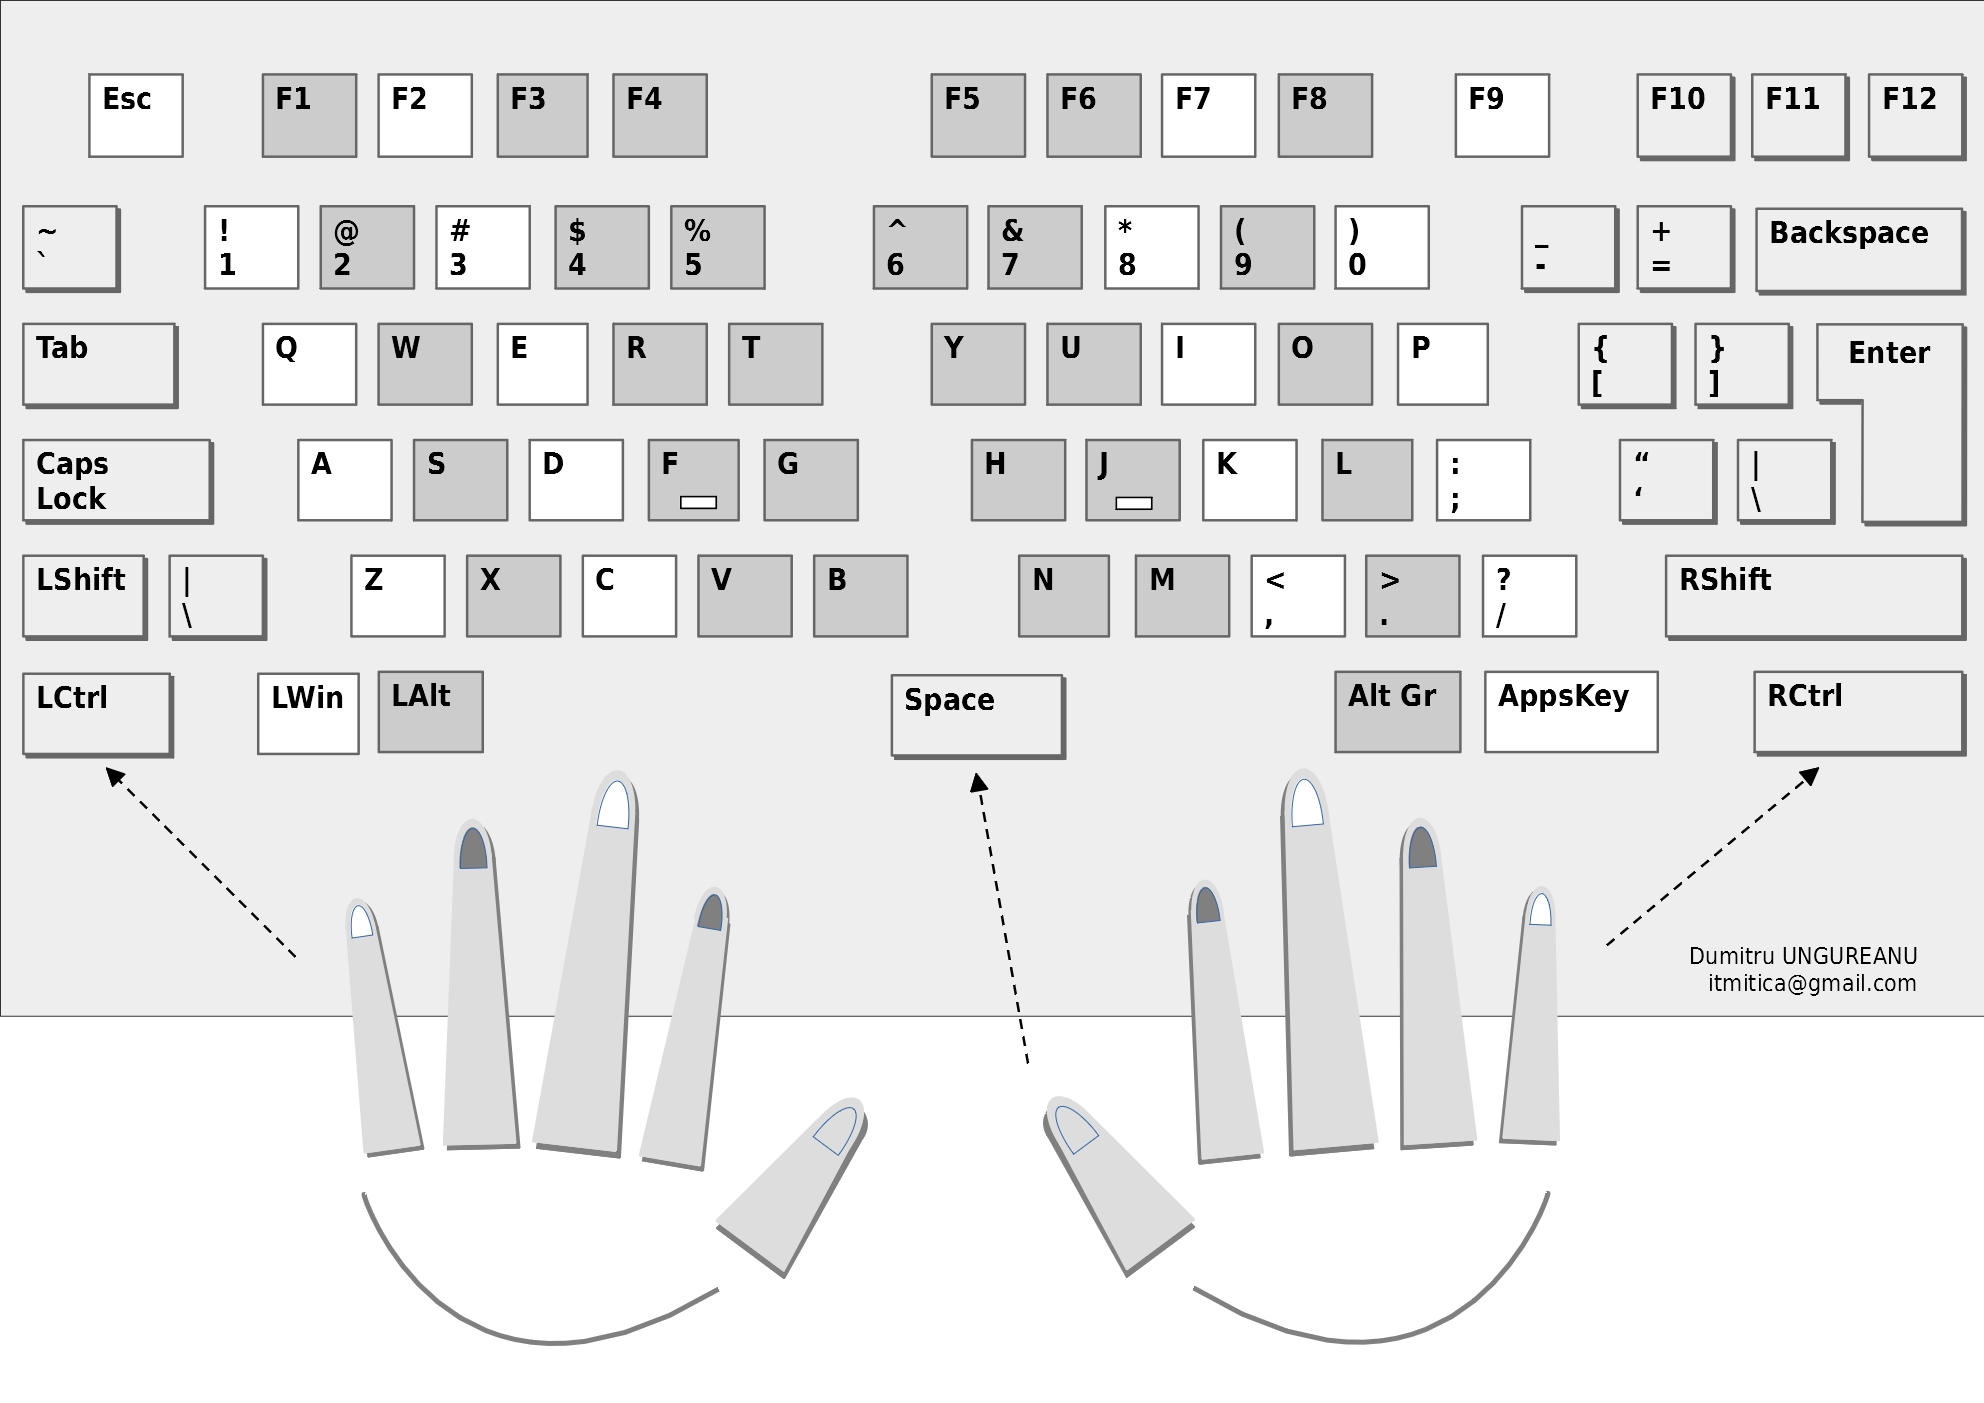 Esc F1 F2 F3 F4 F5 F6 F7 F8 F9 F10 F11 F12
~ ! @ # $ % ^ & * ( ) _ + Backspace
` 1 2 3 4 5 6 7 8 9 0 - =
Tab Q W E R T Y U I O P { } Enter
[ ]
Caps A S D F G H J K L : “ |
Lock ; ‘ \
LShift | Z X C V B N M < > ? RShift
\ , . /
LCtrl LWin LAlt Space Alt Gr AppsKey RCtrl
Dumitru UNGUREANU
itmitica@gmail.com